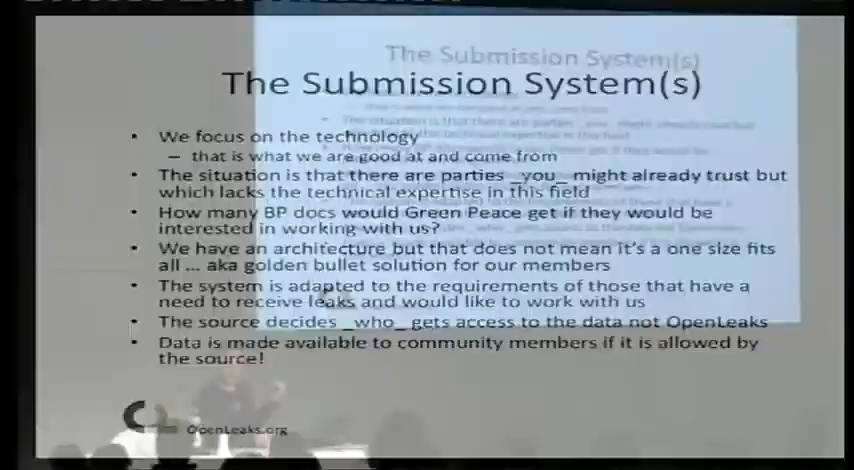 The Submission System(s)
The Submission System(s)
• We focus on the technology
– that is what we are good at and come from
• The situation is that there are parties _you_ might already trust but
which lacks the technical expertise in this field
• How many BP docs would Green Peace get if they would be
interested in working with us?
• We have an architecture but that does not mean it's a one size fits
all ... aka golden bullet solution for our members
• The system is adapted to the requirements of those that have a
need to receive leaks and would like to work with us
• The source decides _who_ gets access to the data not OpenLeaks
• Data is made available to community members if it is allowed by
the source!
OpenLeaks.org